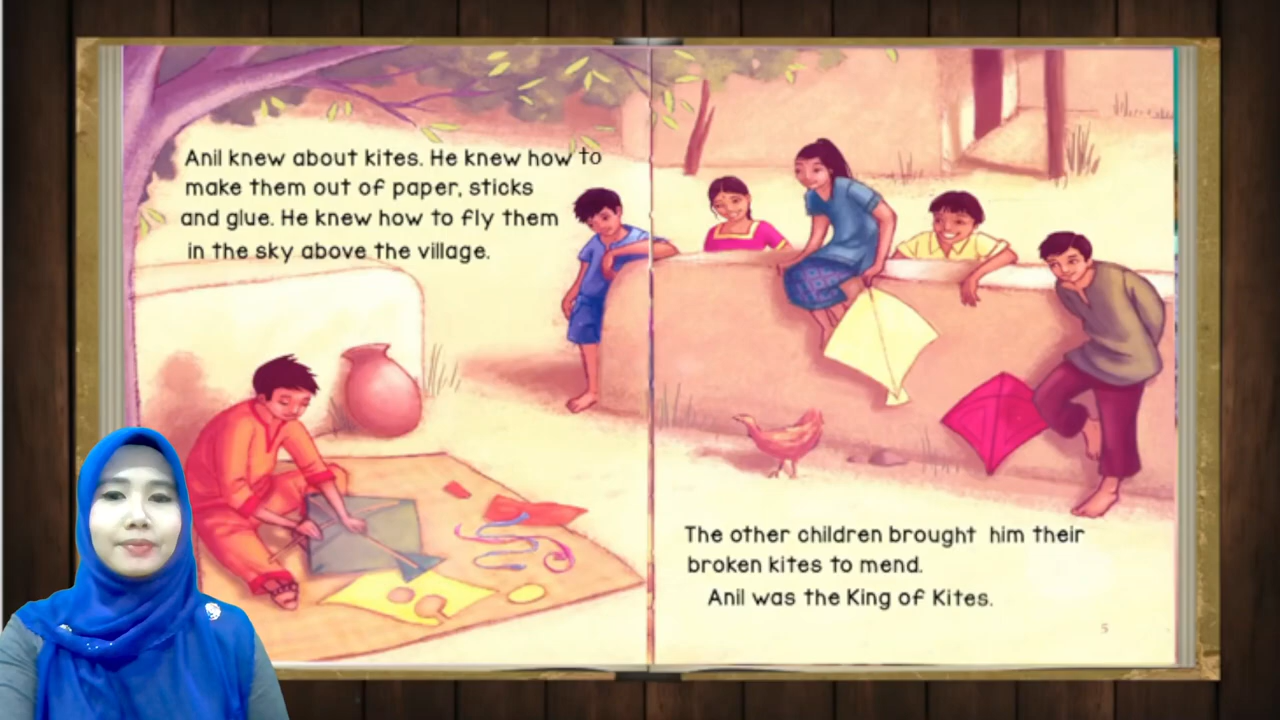 Anil knew about kites. He knew how to
make them out of paper, sticks
and glue. He knew how to fly them
in the sky above the village.
The other children brought him their
broken kites to mend.
Anil was the King of Kites.
5